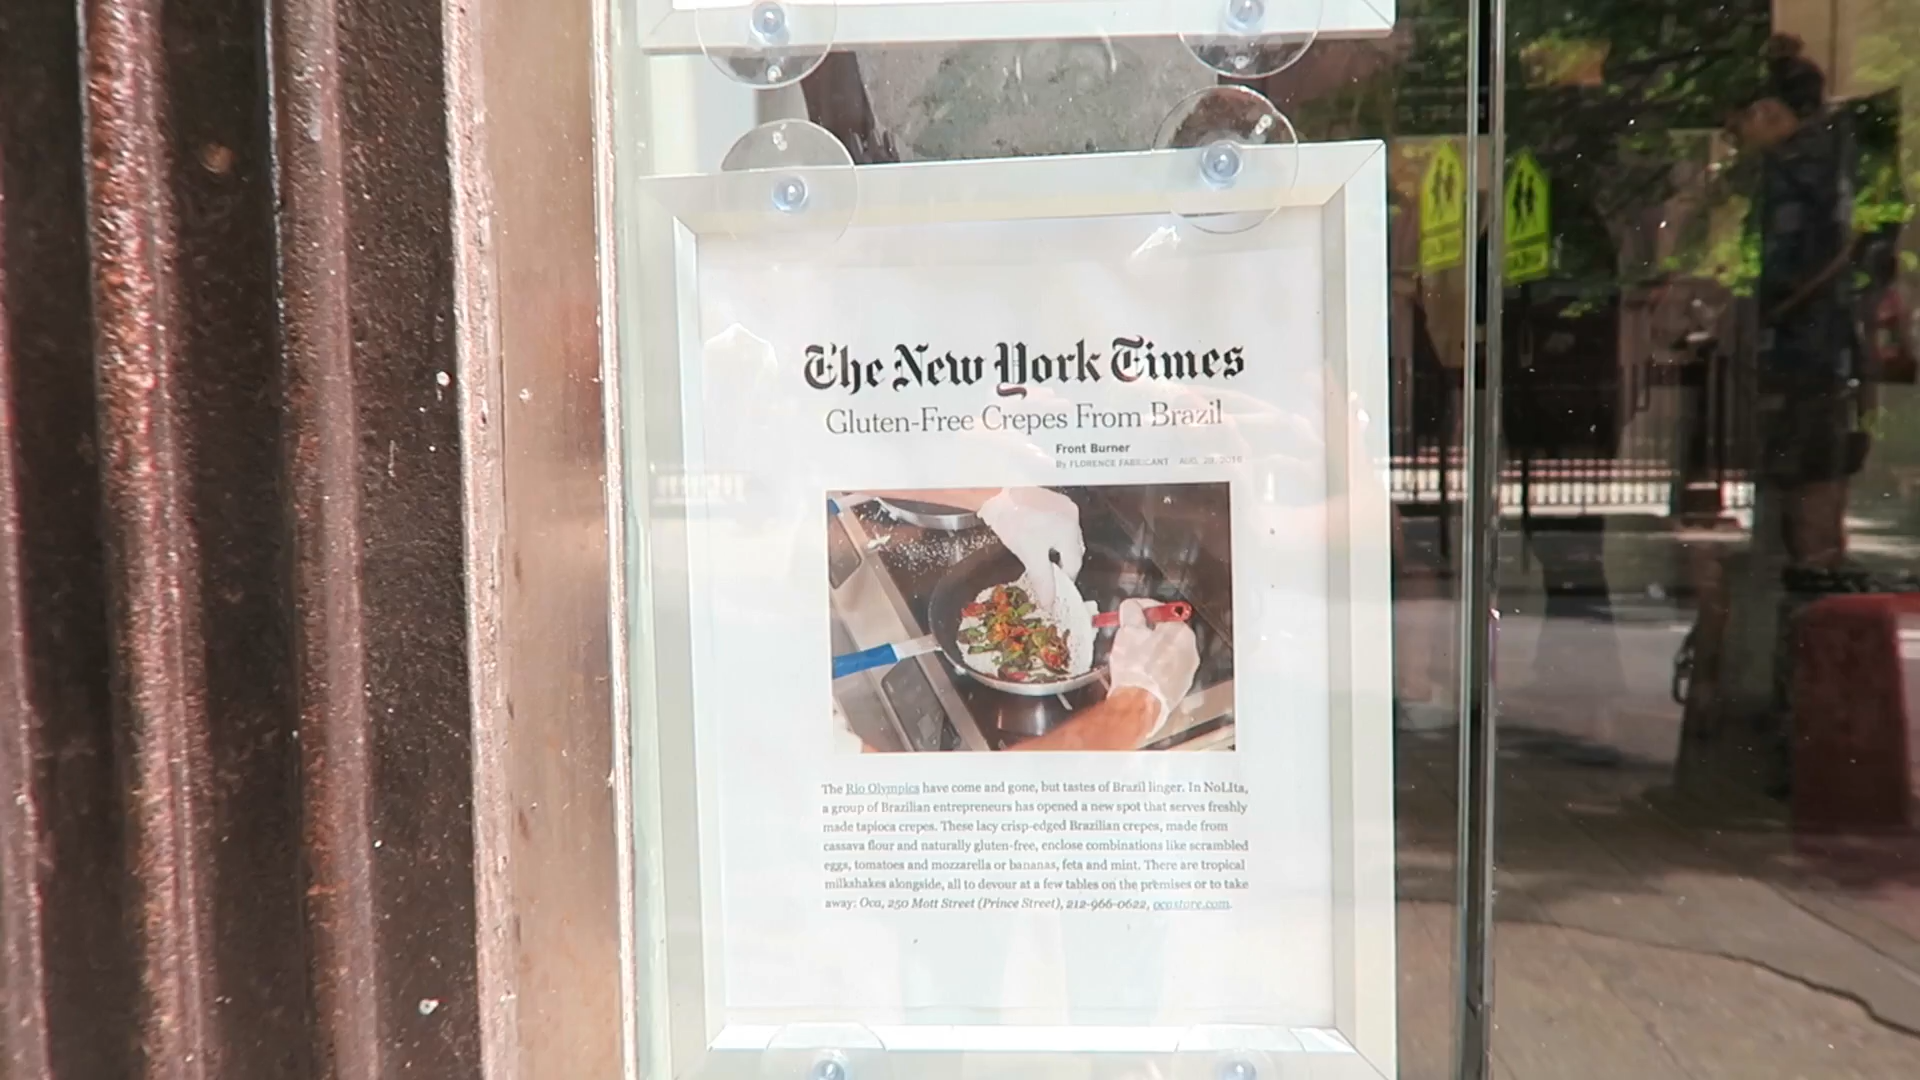 The New York Times
Gluten-Free Crepes From Brazil
Front Burner
By FLORENCE FABRICANT AUG. 29, 2016
The Rio Olympics have come and gone, but tastes of Brazil linger. In NoLIta,
a group of Brazilian entrepreneurs has opened a new spot that serves freshly
made tapioca crepes. These lacy crisp-edged Brazilian crepes, made from
cassava flour and naturally gluten-free, enclose combinations like scrambled
eggs, tomatoes and mozzarella or bananas, feta and mint. There are tropical
milkshakes alongside, all to devour at a few tables on the premises or to take
away: Oca, 250 Mott Street (Prince Street), 212-966-0622, ocastore.com.